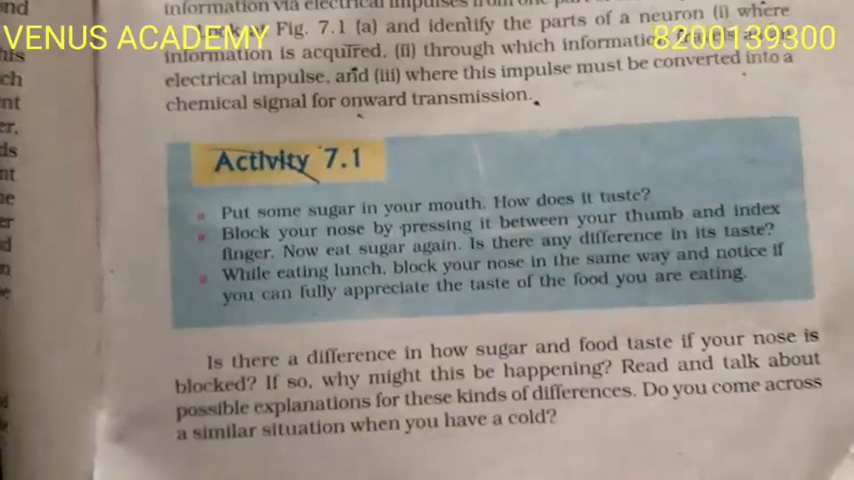 information via electrical impulses from one
Fig. 7.1 (a) and identify the parts of a neuron (i) where
VENUS ACADEMY
8200139300
information is acquired, (ii) through which information
electrical impulse, and (iii) where this impulse must be converted into a
chemical signal for onward transmission.
Activity 7.1
Put some sugar in your mouth. How does it taste?
Block your nose by pressing it between your thumb and index
finger. Now eat sugar again. Is there any difference in its taste?
While eating lunch, block your nose in the same way and notice if
you can fully appreciate the taste of the food you are eating.
Is there a difference in how sugar and food taste if your nose is
blocked? If so, why might this be happening? Read and talk about
possible explanations for these kinds of differences. Do you come across
a similar situation when you have a cold?